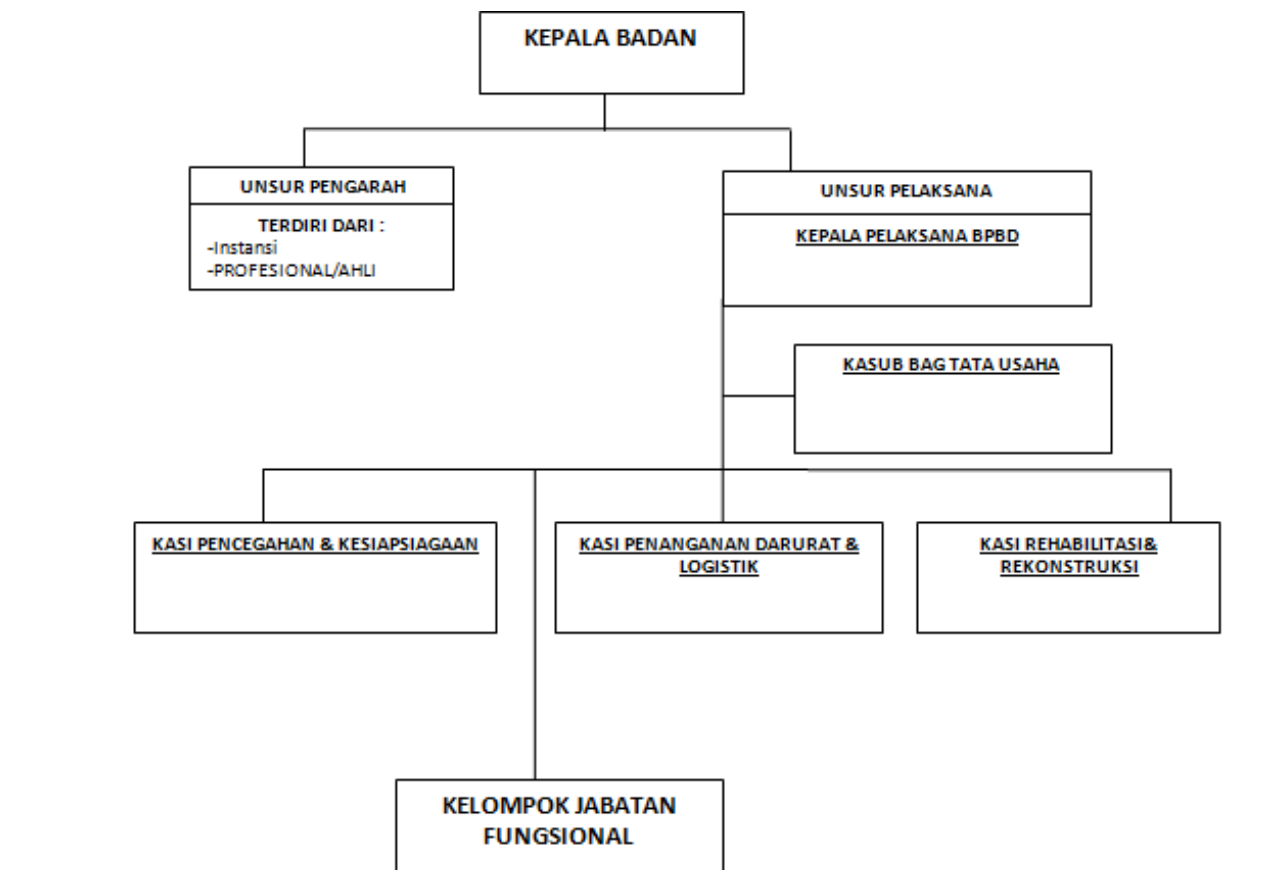 KEPALA BADAN
UNSUR PENGARAH
TERDIRI DARI :
-Instansi
-PROFESIONAL/AHLI
UNSUR PELAKSANA
KEPALA PELAKSANA BPBD
KASUB BAG TATA USAHA
KASI PENCEGAHAN & KESIAPSIAGAAN
KASI PENANGANAN DARURAT &
LOGISTIK
KASI REHABILITASI&
REKONSTRUKSI
KELOMPOK JABATAN
FUNGSIONAL